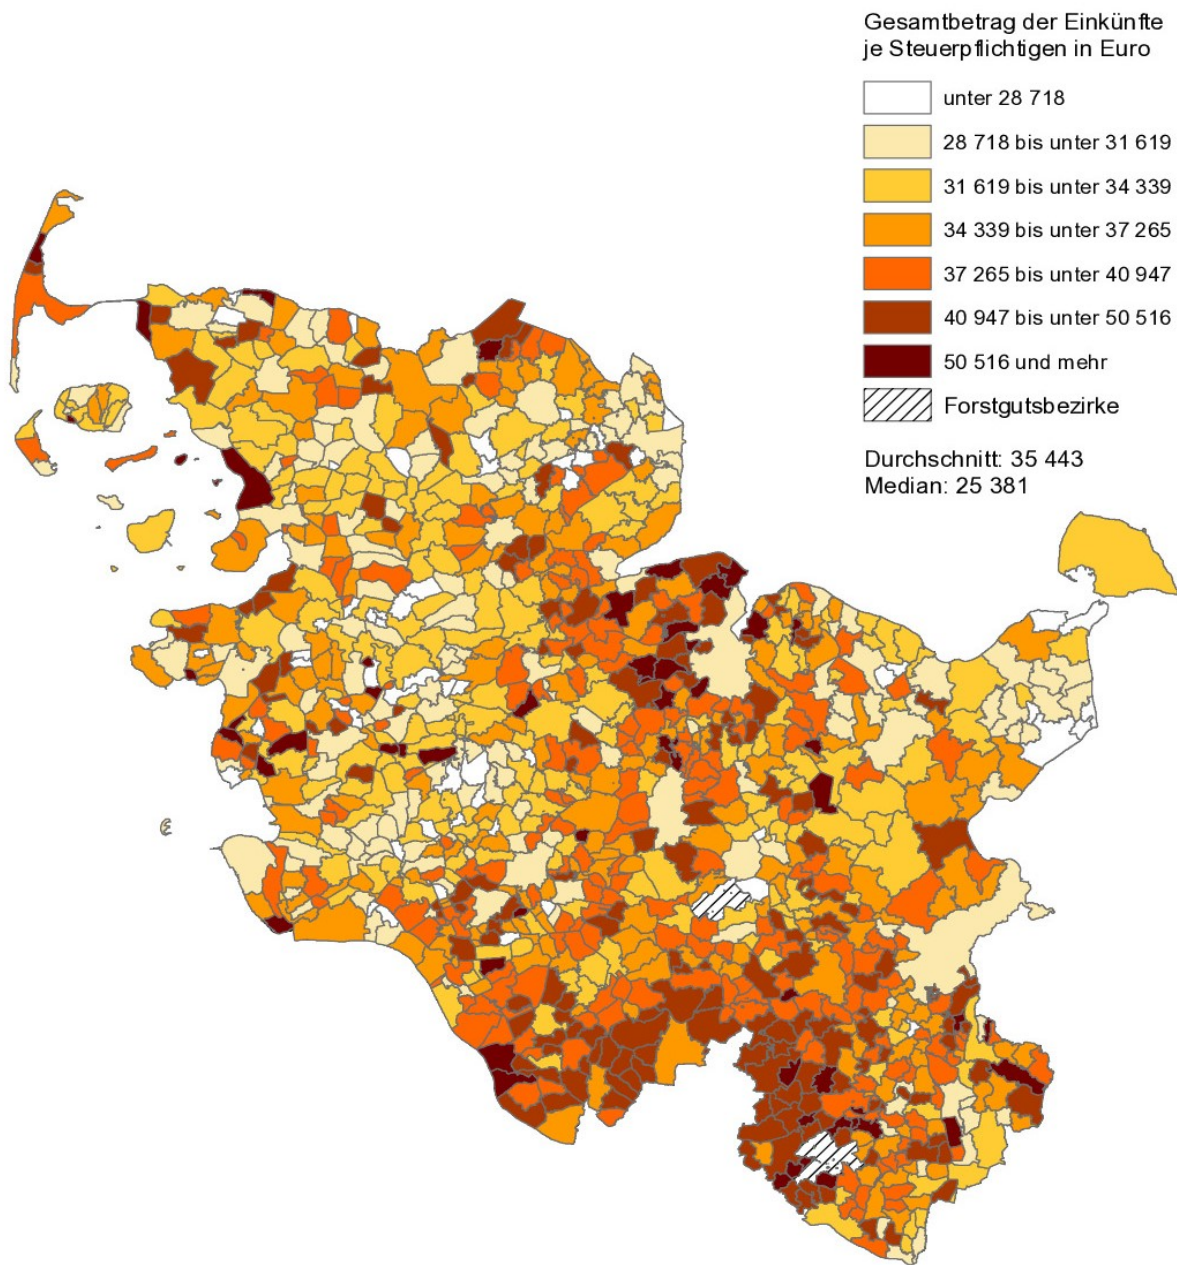 Gesamtbetrag der Einkünfte
je Steuerpflichtigen in Euro
unter 28 718
28 718 bis unter 31 619
31 619 bis unter 34 339
34 339 bis unter 37 265
37 265 bis unter 40 947
40 947 bis unter 50 516
50 516 und mehr
Forstgutsbezirke
Durchschnitt: 35 443
Median: 25 381